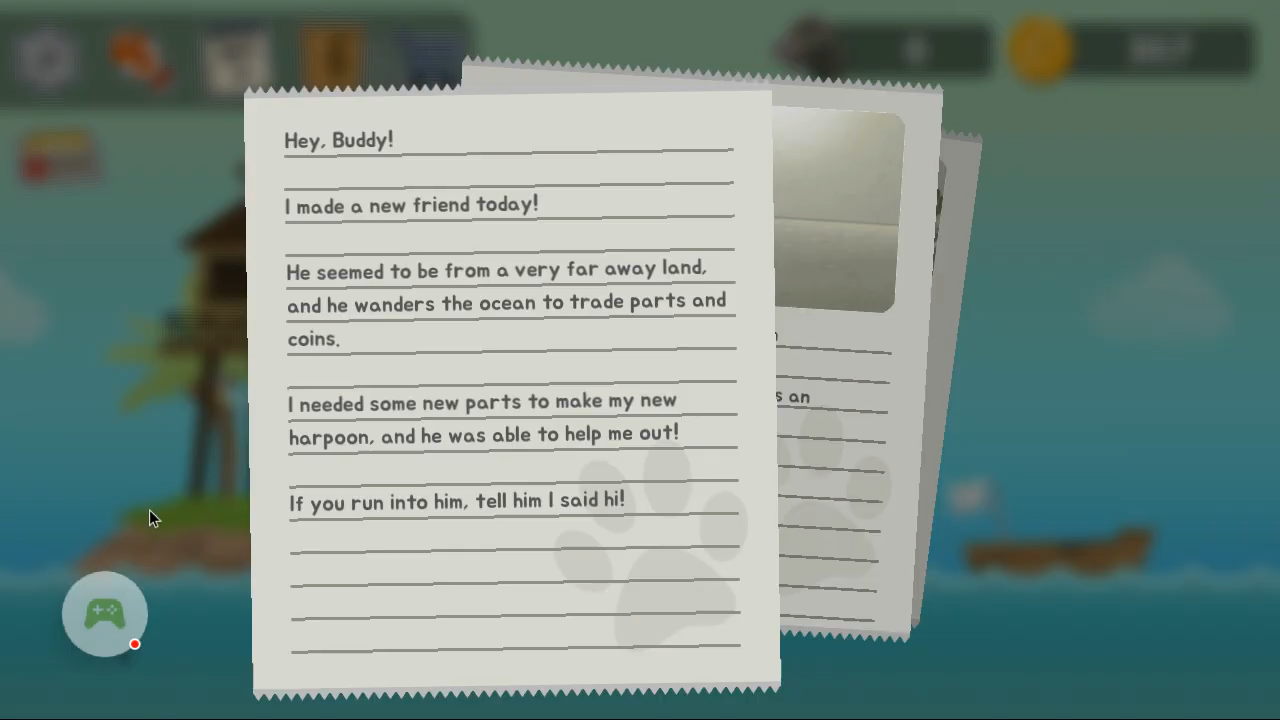 Hey, Buddy!
I made a new friend today!
He seemed to be from a very far away land,
and he wanders the ocean to trade parts and
coins.
I needed some new parts to make my new
harpoon, and he was able to help me out!
If you run into him, tell him I said hi!
an